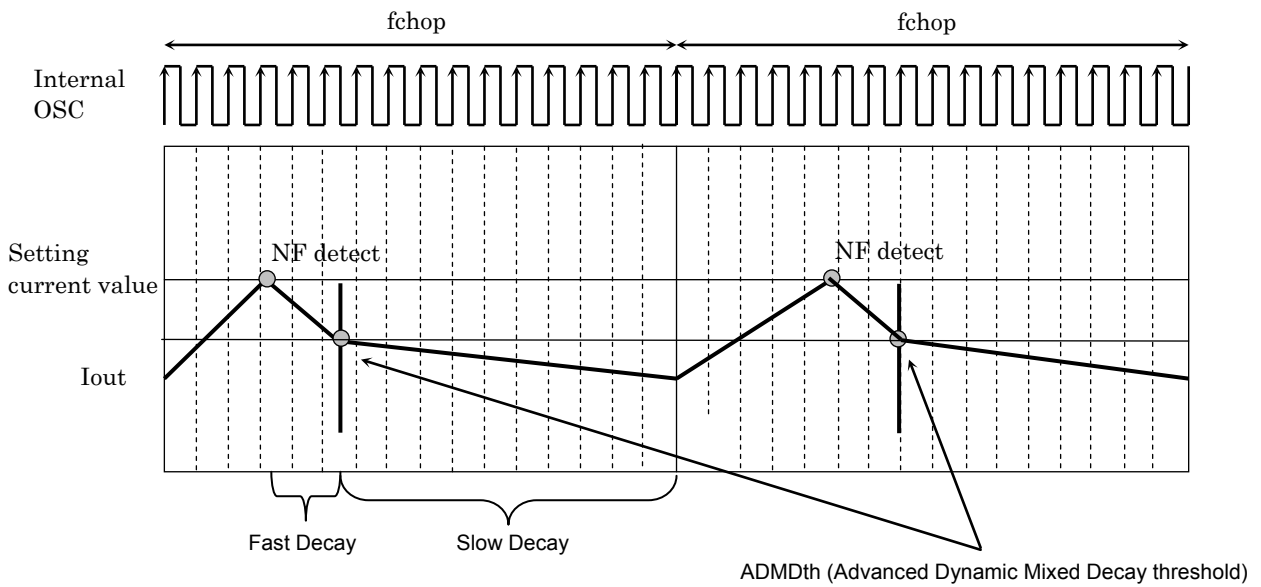 fchop
fchop
Internal
OSC
Setting
current value
NF detect
NF detect
Iout
Fast Decay
Slow Decay
ADMDth (Advanced Dynamic Mixed Decay threshold)